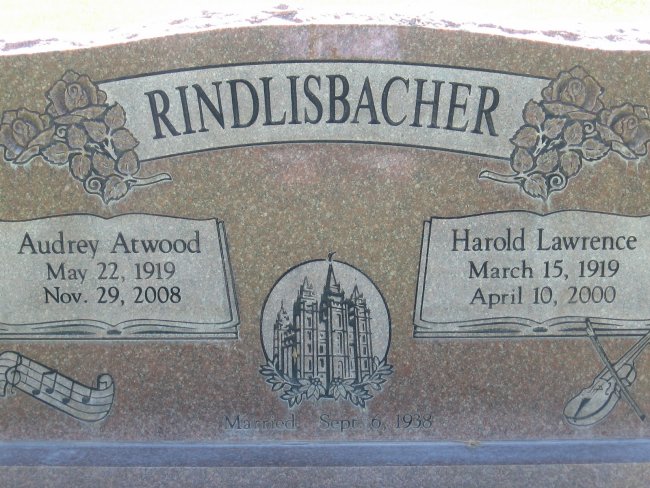 RINDLISBACHER
Audrey Atwood
May 22, 1919
Nov. 29, 2008
Harold Lawrence
March 15, 1919
April 10, 2000
Married Sept. 6, 1938